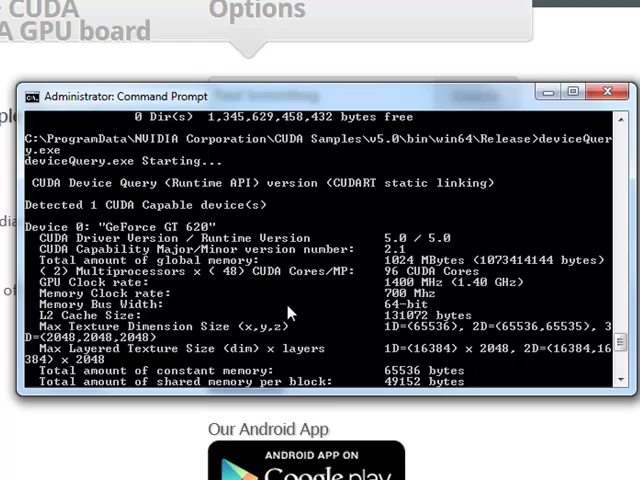 CUDA
A GPU board
Options
Administrator: Command Prompt
0 Dir(s) 1,345,629,458,432 bytes free
C:\ProgramData\NVIDIA Corporation\CUDA Samples\v5.0\bin\win64\Release>deviceQuer
y.exe
deviceQuery.exe Starting...
CUDA Device Query (Runtime API) version (CUDART static linking)
Detected 1 CUDA Capable device(s)
Device 0: "GeForce GT 620"
CUDA Driver Version / Runtime Version 5.0 / 5.0
CUDA Capability Major/Minor version number: 2.1
Total amount of global memory: 1024 MBytes (1073414144 bytes)
( 2) Multiprocessors x ( 48) CUDA Cores/MP: 96 CUDA Cores
GPU Clock rate: 1400 MHz (1.40 GHz)
Memory Clock rate: 700 Mhz
Memory Bus Width: 64-bit
L2 Cache Size: 131072 bytes
Max Texture Dimension Size (x,y,z) 1D=(65536), 2D=(65536,65535), 3
D=(2048,2048,2048)
Max Layered Texture Size (dim) x layers 1D=(16384) x 2048, 2D=(16384,16
384) x 2048
Total amount of constant memory: 65536 bytes
Total amount of shared memory per block: 49152 bytes
Our Android App
ANDROID APP ON
Google play